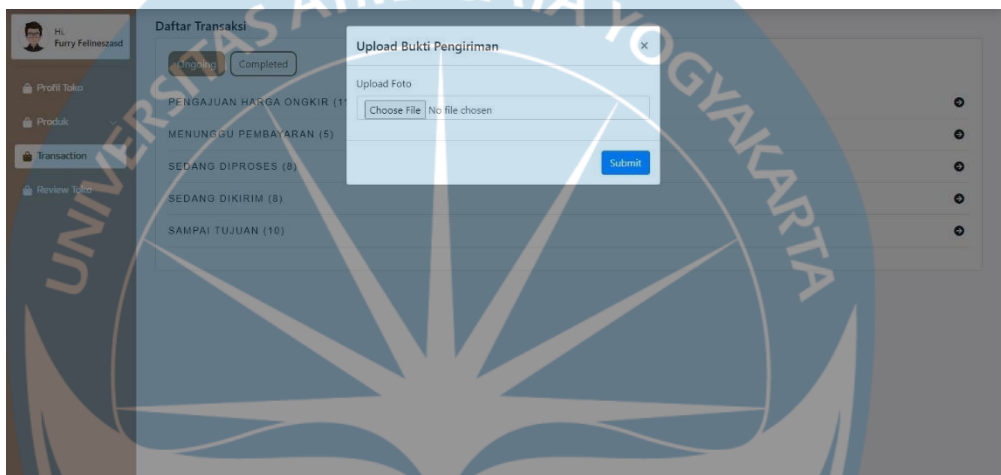 Hi,
Furry Felineszasd
Profil Toko
Produk
Transaction
Review Toko
Daftar Transaksi
Ongoing
Completed
PENGAJUAN HARGA ONGKIR (11
MENUNGGU PEMBAYARAN (5)
SEDANG DIPROSES (8)
SEDANG DIKIRIM (8)
SAMPAI TUJUAN (10)
Upload Bukti Pengiriman
×
Upload Foto
Choose File No file chosen
Submit